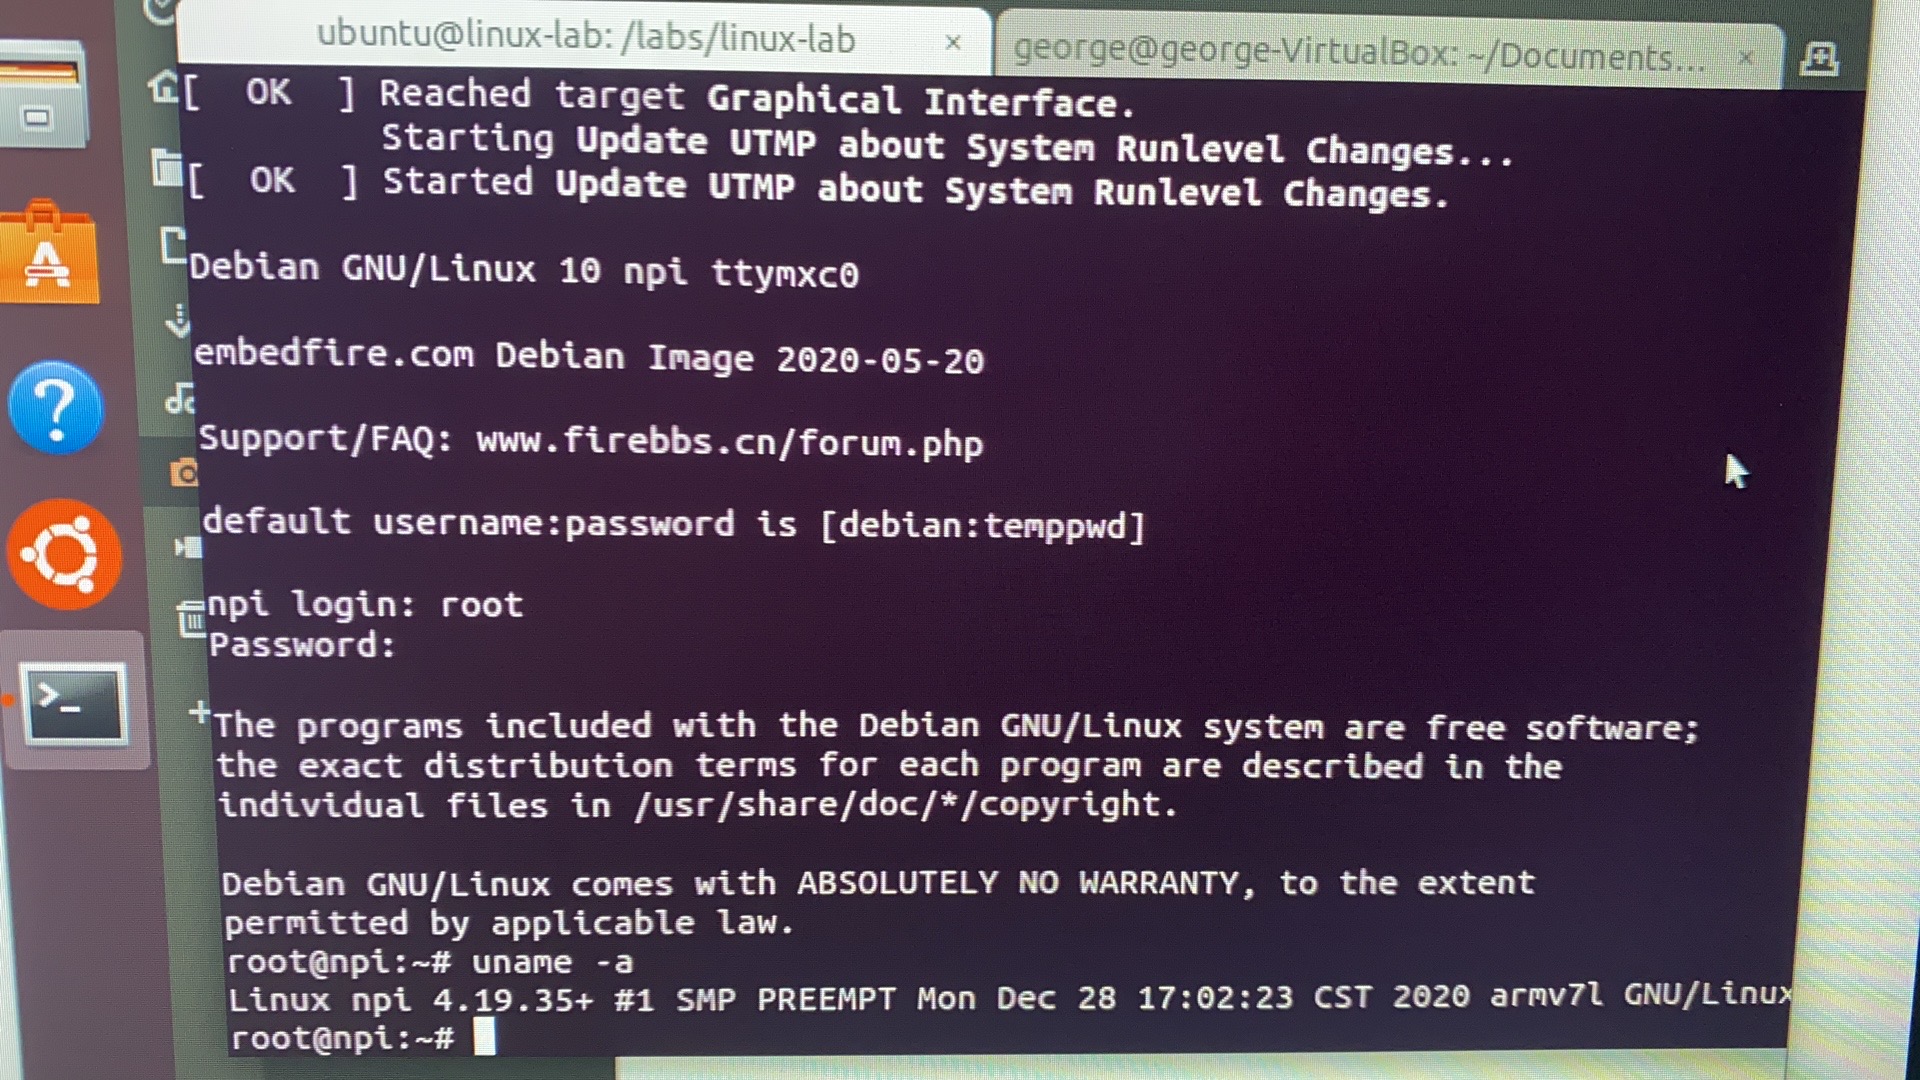 ubuntu@linux-lab: /labs/linux-lab ×
george@george-VirtualBox: ~/Documents... ×
[  OK  ] Reached target Graphical Interface.
Starting Update UTMP about System Runlevel Changes...
[  OK  ] Started Update UTMP about System Runlevel Changes.
Debian GNU/Linux 10 npi ttymxc0
embedfire.com Debian Image 2020-05-20
Support/FAQ: www.firebbs.cn/forum.php
default username:password is [debian:temppwd]
npi login: root
Password:
The programs included with the Debian GNU/Linux system are free software;
the exact distribution terms for each program are described in the
individual files in /usr/share/doc/*/copyright.
Debian GNU/Linux comes with ABSOLUTELY NO WARRANTY, to the extent
permitted by applicable law.
root@npi:~# uname -a
Linux npi 4.19.35+ #1 SMP PREEMPT Mon Dec 28 17:02:23 CST 2020 armv7l GNU/Linux
root@npi:~#